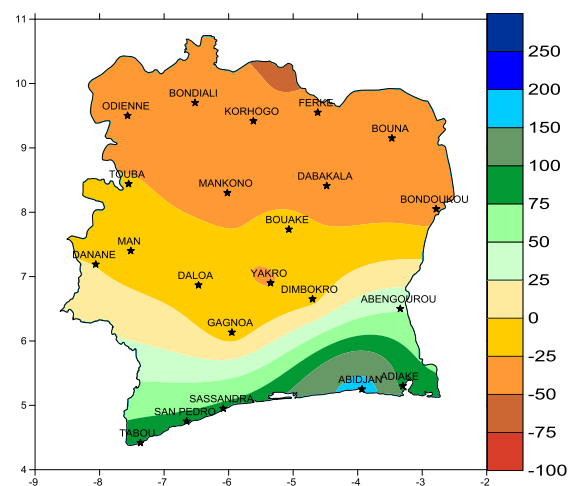 11
250
BONDIALI
10
200
ODIENNE
FERKE
KORHOGO
150
BOUNA
9
100
TOUBA
MANKONO
DABAKALA
75
BONDOUKOU
8
BOUAKE
50
MAN
DANANE
25
7
DALOA
YAKRO
DIMBOKRO
ABENGOUROU
0
GAGNOA
6
-25
ABIDJAN
ADIAKE
-50
SASSANDRA
5
SAN PEDRO
-75
TABOU
4
-100
-9
-8
-7
-6
-5
-4
-3
-2